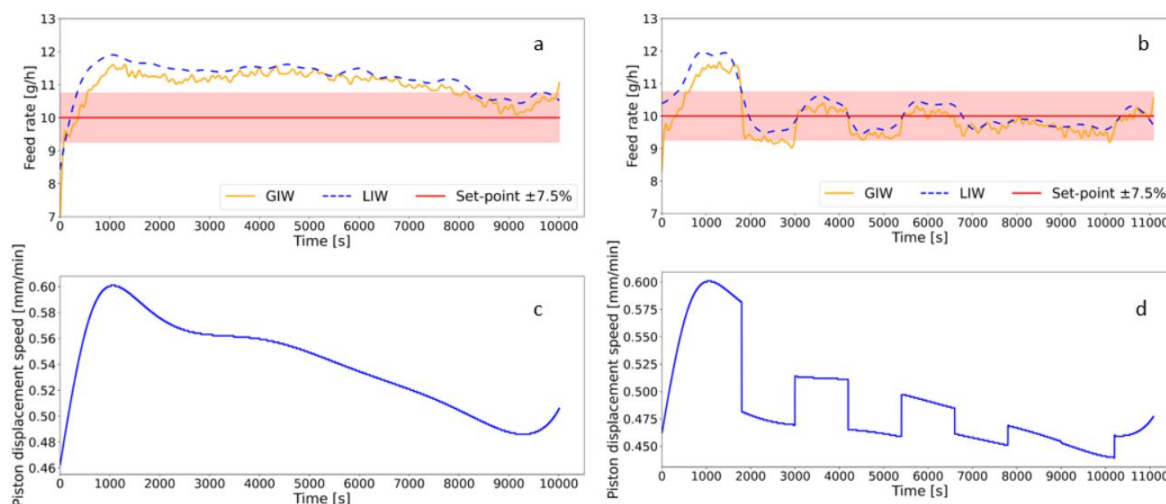 13
12
11
10
9
8
7
Feed rate [g/h]
a
GIW LIW Set-point ±7.5%
0 1000 2000 3000 4000 5000 6000 7000 8000 9000 10000
Time [s]
13
12
11
10
9
8
7
Feed rate [g/h]
b
GIW LIW Set-point ±7.5%
0 1000 2000 3000 4000 5000 6000 7000 8000 9000 10000 11000
Time [s]
0.60
0.58
0.56
0.54
0.52
0.50
0.48
0.46
Piston displacement speed [mm/min]
c
0 1000 2000 3000 4000 5000 6000 7000 8000 9000 10000
Time [s]
0.600
0.575
0.550
0.525
0.500
0.475
0.450
Piston displacement speed [mm/min]
d
0 1000 2000 3000 4000 5000 6000 7000 8000 9000 10000 11000
Time [s]